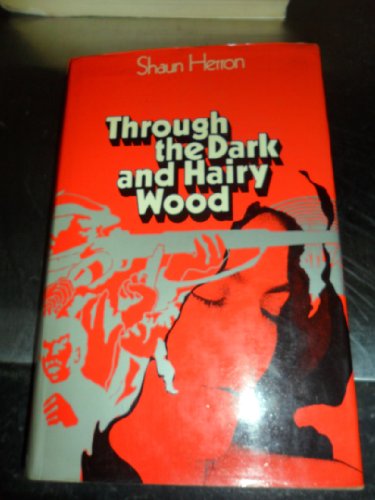 Shaun Herron
Through
the Dark
and Hairy
Wood